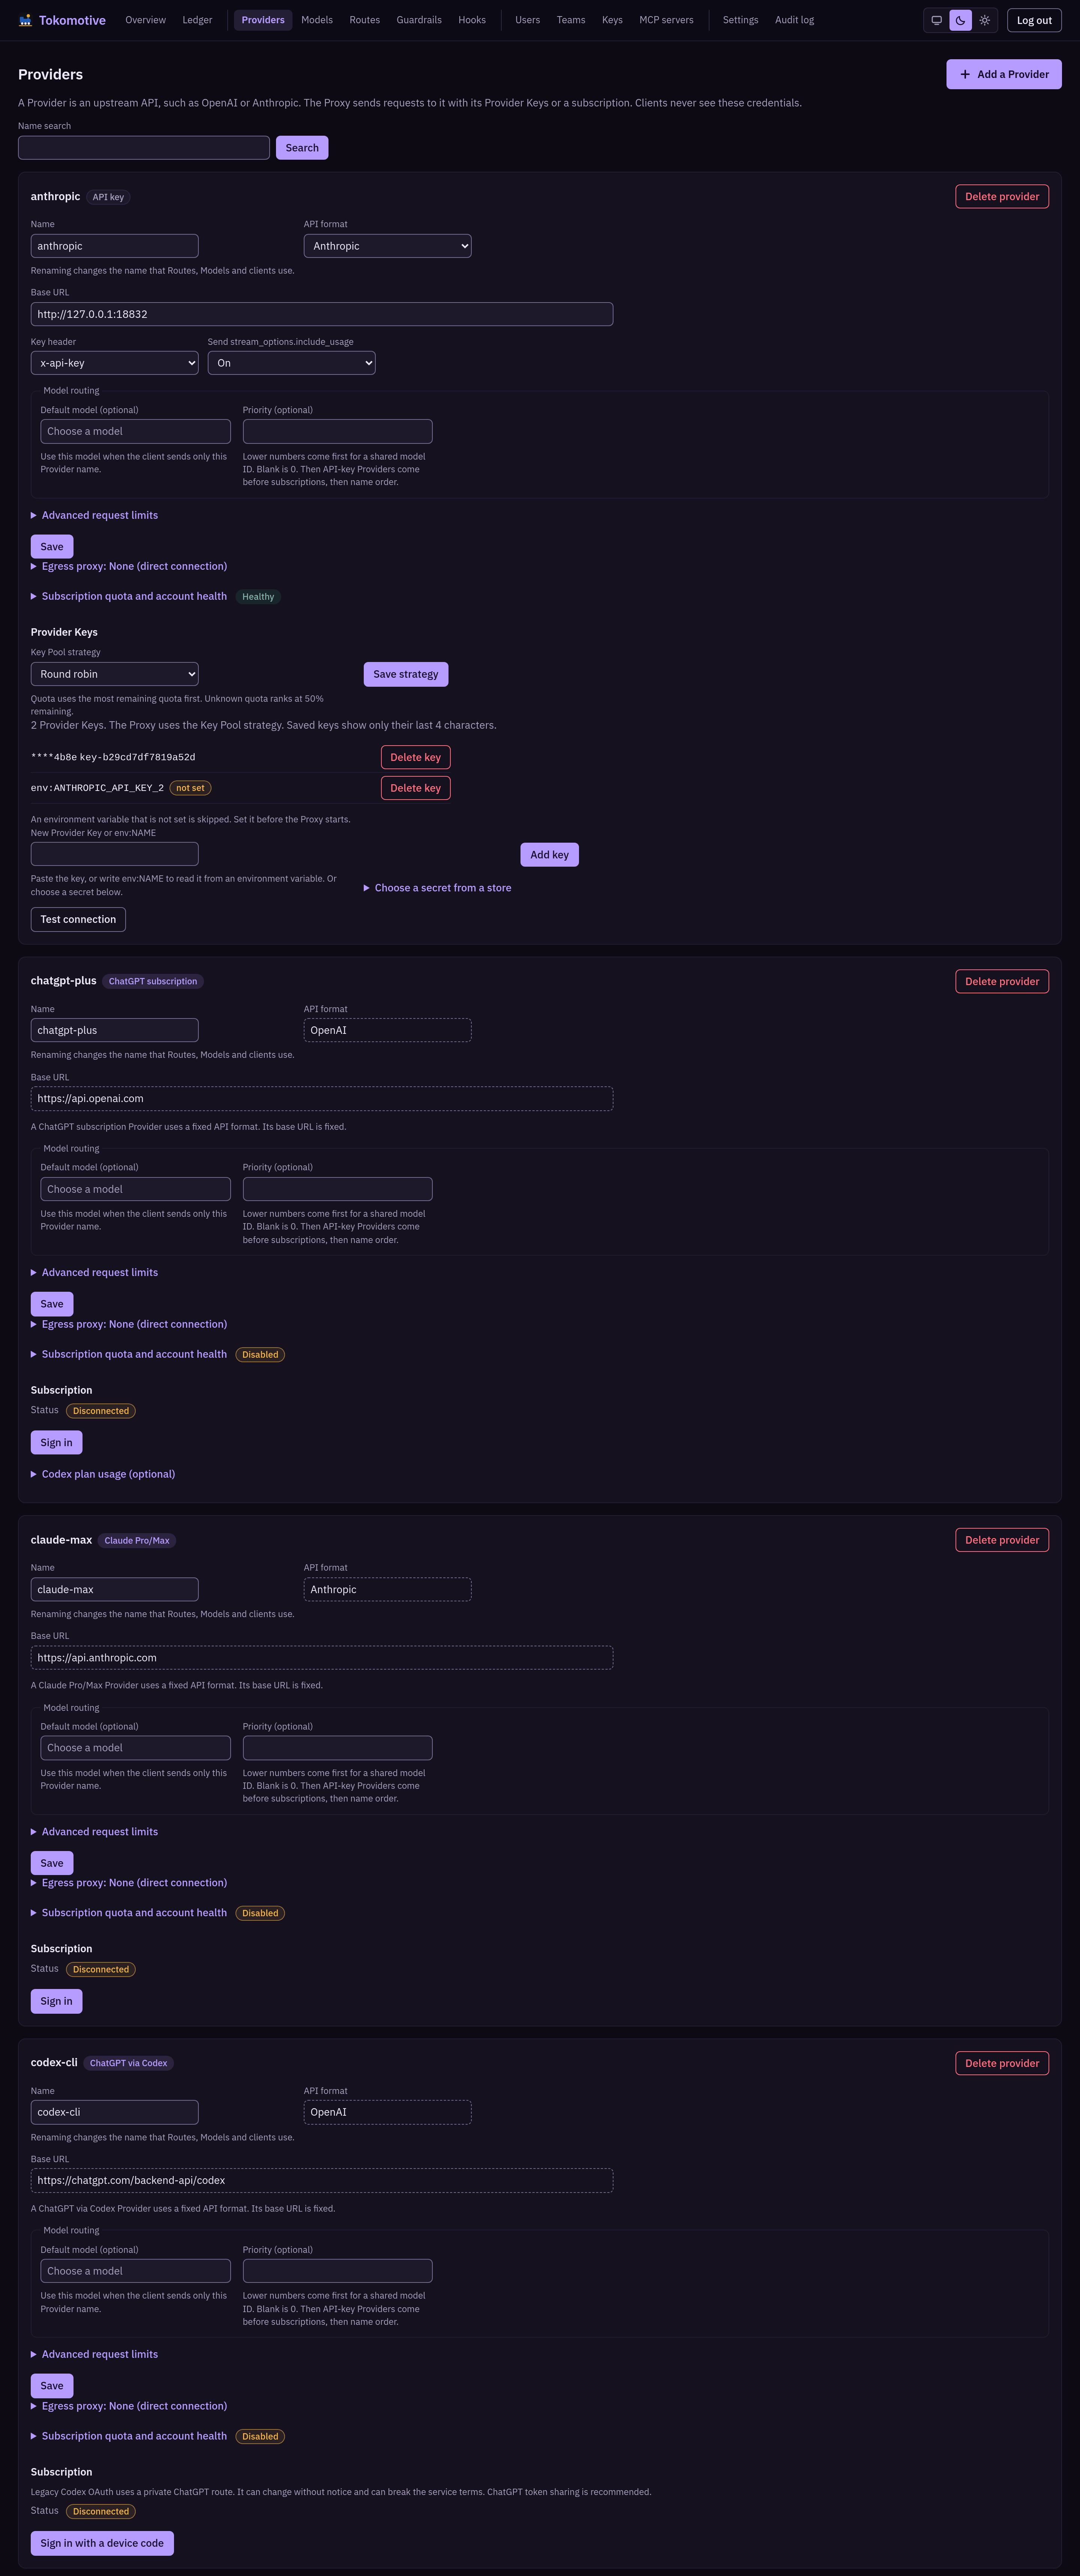 Tokomotive Overview Ledger Providers Models Routes Guardrails Hooks Users Teams Keys MCP servers Settings Audit log Log out
Providers
+ Add a Provider
A Provider is an upstream API, such as OpenAI or Anthropic. The Proxy sends requests to it with its Provider Keys or a subscription. Clients never see these credentials.
Name search
Search
anthropic API key Delete provider
Name API format
anthropic Anthropic
Renaming changes the name that Routes, Models and clients use.
Base URL
http://127.0.0.1:18832
Key header Send stream_options.include_usage
x-api-key On
Model routing
Default model (optional) Priority (optional)
Choose a model
Use this model when the client sends only this Lower numbers come first for a shared model
Provider name. ID. Blank is 0. Then API-key Providers come
before subscriptions, then name order.
Advanced request limits
Save
Egress proxy: None (direct connection)
Subscription quota and account health Healthy
Provider Keys
Key Pool strategy
Round robin Save strategy
Quota uses the most remaining quota first. Unknown quota ranks at 50%
remaining.
2 Provider Keys. The Proxy uses the Key Pool strategy. Saved keys show only their last 4 characters.
****4b8e key-b29cd7df7819a52d Delete key
env:ANTHROPIC_API_KEY_2 not set Delete key
An environment variable that is not set is skipped. Set it before the Proxy starts.
New Provider Key or env:NAME
Add key
Paste the key, or write env:NAME to read it from an environment variable. Or
choose a secret below.
Choose a secret from a store
Test connection
chatgpt-plus ChatGPT subscription Delete provider
Name API format
chatgpt-plus OpenAI
Renaming changes the name that Routes, Models and clients use.
Base URL
https://api.openai.com
A ChatGPT subscription Provider uses a fixed API format. Its base URL is fixed.
Model routing
Default model (optional) Priority (optional)
Choose a model
Use this model when the client sends only this Lower numbers come first for a shared model
Provider name. ID. Blank is 0. Then API-key Providers come
before subscriptions, then name order.
Advanced request limits
Save
Egress proxy: None (direct connection)
Subscription quota and account health Disabled
Subscription
Status Disconnected
Sign in
Codex plan usage (optional)
claude-max Claude Pro/Max Delete provider
Name API format
claude-max Anthropic
Renaming changes the name that Routes, Models and clients use.
Base URL
https://api.anthropic.com
A Claude Pro/Max Provider uses a fixed API format. Its base URL is fixed.
Model routing
Default model (optional) Priority (optional)
Choose a model
Use this model when the client sends only this Lower numbers come first for a shared model
Provider name. ID. Blank is 0. Then API-key Providers come
before subscriptions, then name order.
Advanced request limits
Save
Egress proxy: None (direct connection)
Subscription quota and account health Disabled
Subscription
Status Disconnected
Sign in
codex-cli ChatGPT via Codex Delete provider
Name API format
codex-cli OpenAI
Renaming changes the name that Routes, Models and clients use.
Base URL
https://chatgpt.com/backend-api/codex
A ChatGPT via Codex Provider uses a fixed API format. Its base URL is fixed.
Model routing
Default model (optional) Priority (optional)
Choose a model
Use this model when the client sends only this Lower numbers come first for a shared model
Provider name. ID. Blank is 0. Then API-key Providers come
before subscriptions, then name order.
Advanced request limits
Save
Egress proxy: None (direct connection)
Subscription quota and account health Disabled
Subscription
Legacy Codex OAuth uses a private ChatGPT route. It can change without notice and can break the service terms. ChatGPT token sharing is recommended.
Status Disconnected
Sign in with a device code